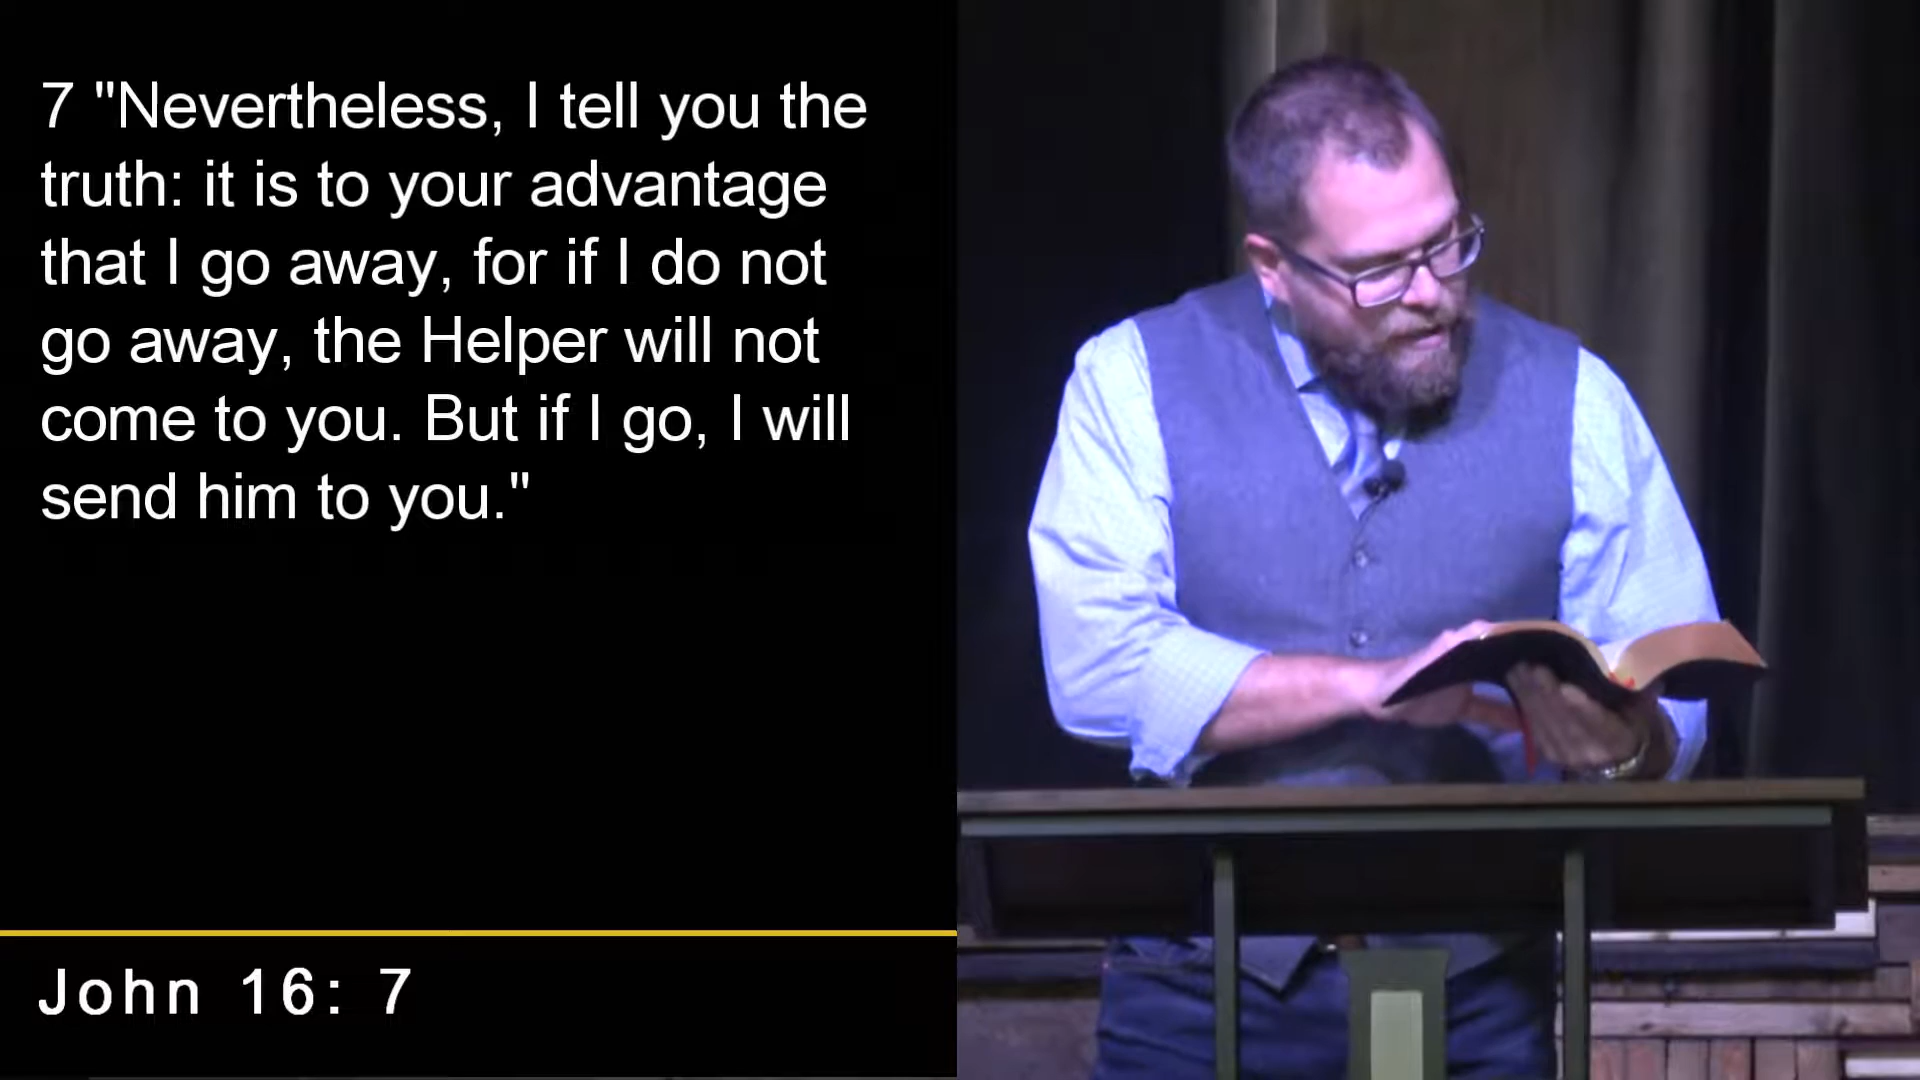 7 "Nevertheless, I tell you the
truth: it is to your advantage
that I go away, for if I do not
go away, the Helper will not
come to you. But if I go, I will
send him to you."
John 16: 7